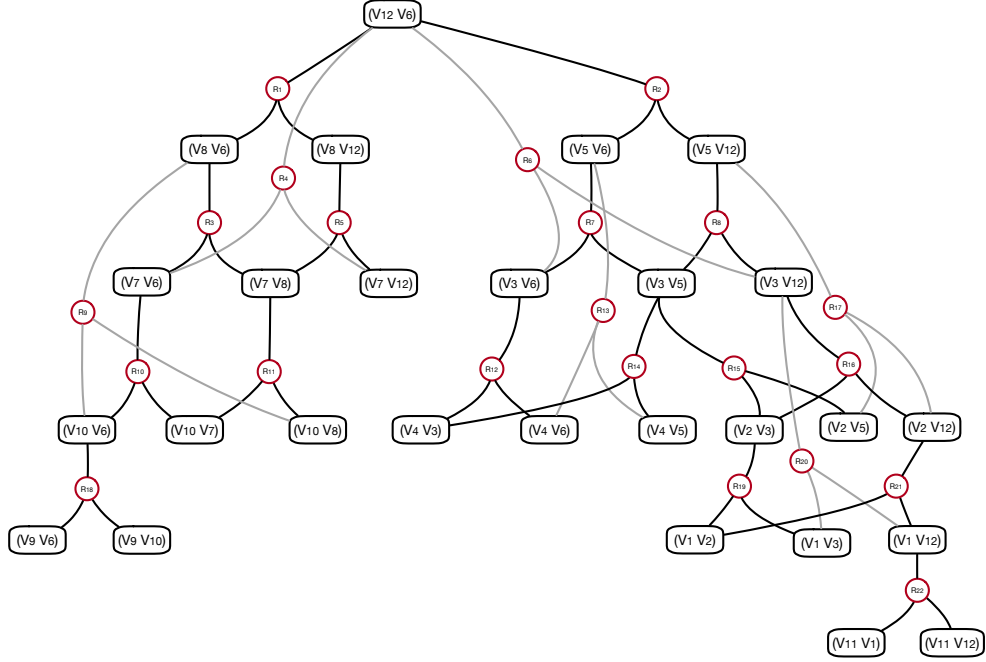 (V12 V6)
R1
R2
(V8 V6)
(V8 V12)
(V5 V6)
(V5 V12)
R6
R4
R3
R5
R7
R8
(V7 V6)
(V7 V8)
(V7 V12)
(V3 V6)
(V3 V5)
(V3 V12)
R9
R13
R17
R10
R11
R12
R14
R15
R16
(V10 V6)
(V10 V7)
(V10 V8)
(V4 V3)
(V4 V6)
(V4 V5)
(V2 V3)
(V2 V5)
(V2 V12)
R20
R18
R19
R21
(V9 V6)
(V9 V10)
(V1 V2)
(V1 V3)
(V1 V12)
R22
(V11 V1)
(V11 V12)